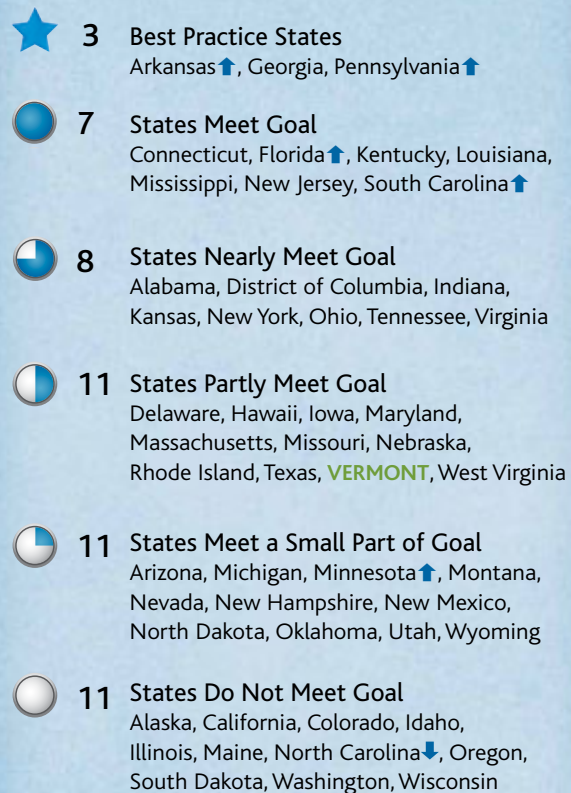 3 Best Practice States
Arkansas⬆, Georgia, Pennsylvania⬆
7 States Meet Goal
Connecticut, Florida⬆, Kentucky, Louisiana,
Mississippi, New Jersey, South Carolina⬆
8 States Nearly Meet Goal
Alabama, District of Columbia, Indiana,
Kansas, New York, Ohio, Tennessee, Virginia
11 States Partly Meet Goal
Delaware, Hawaii, Iowa, Maryland,
Massachusetts, Missouri, Nebraska,
Rhode Island, Texas, VERMONT, West Virginia
11 States Meet a Small Part of Goal
Arizona, Michigan, Minnesota⬆, Montana,
Nevada, New Hampshire, New Mexico,
North Dakota, Oklahoma, Utah, Wyoming
11 States Do Not Meet Goal
Alaska, California, Colorado, Idaho,
Illinois, Maine, North Carolina⬇, Oregon,
South Dakota, Washington, Wisconsin